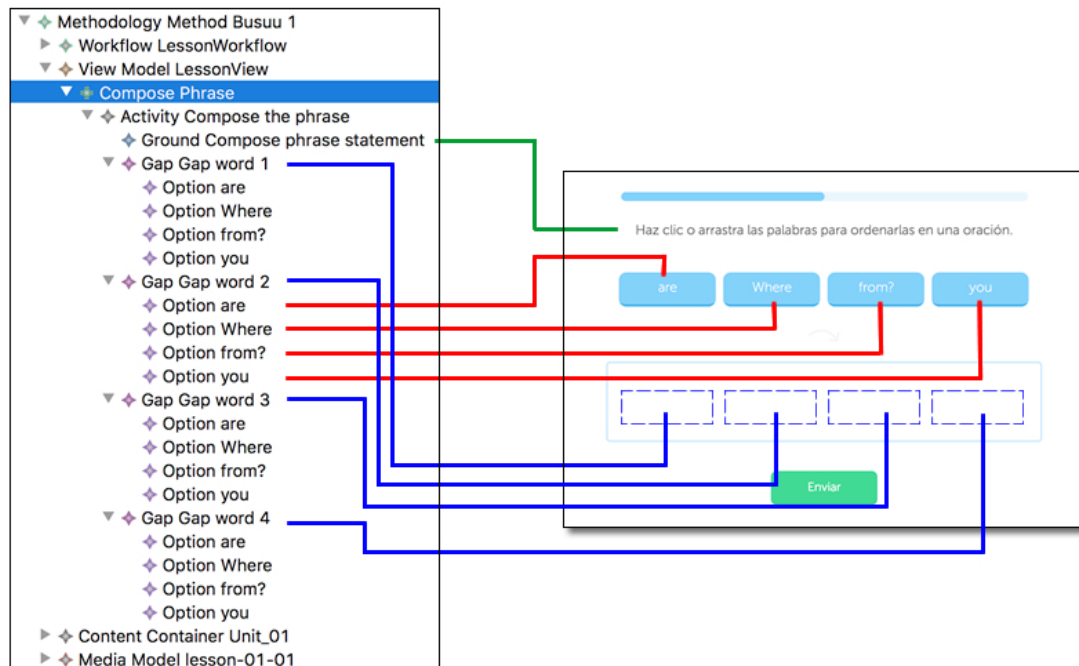 Methodology Method Busuu 1
Workflow LessonWorkflow
View Model LessonView
Compose Phrase
Activity Compose the phrase
Ground Compose phrase statement
Gap Gap word 1
Option are
Option Where
Option from?
Option you
Gap Gap word 2
Option are
Option Where
Option from?
Option you
Gap Gap word 3
Option are
Option Where
Option from?
Option you
Gap Gap word 4
Option are
Option Where
Option from?
Option you
Content Container Unit_01
Media Model lesson-01-01
Haz clic o arrastra las palabras para ordenarlas en una oración.
are Where from? you
Enviar